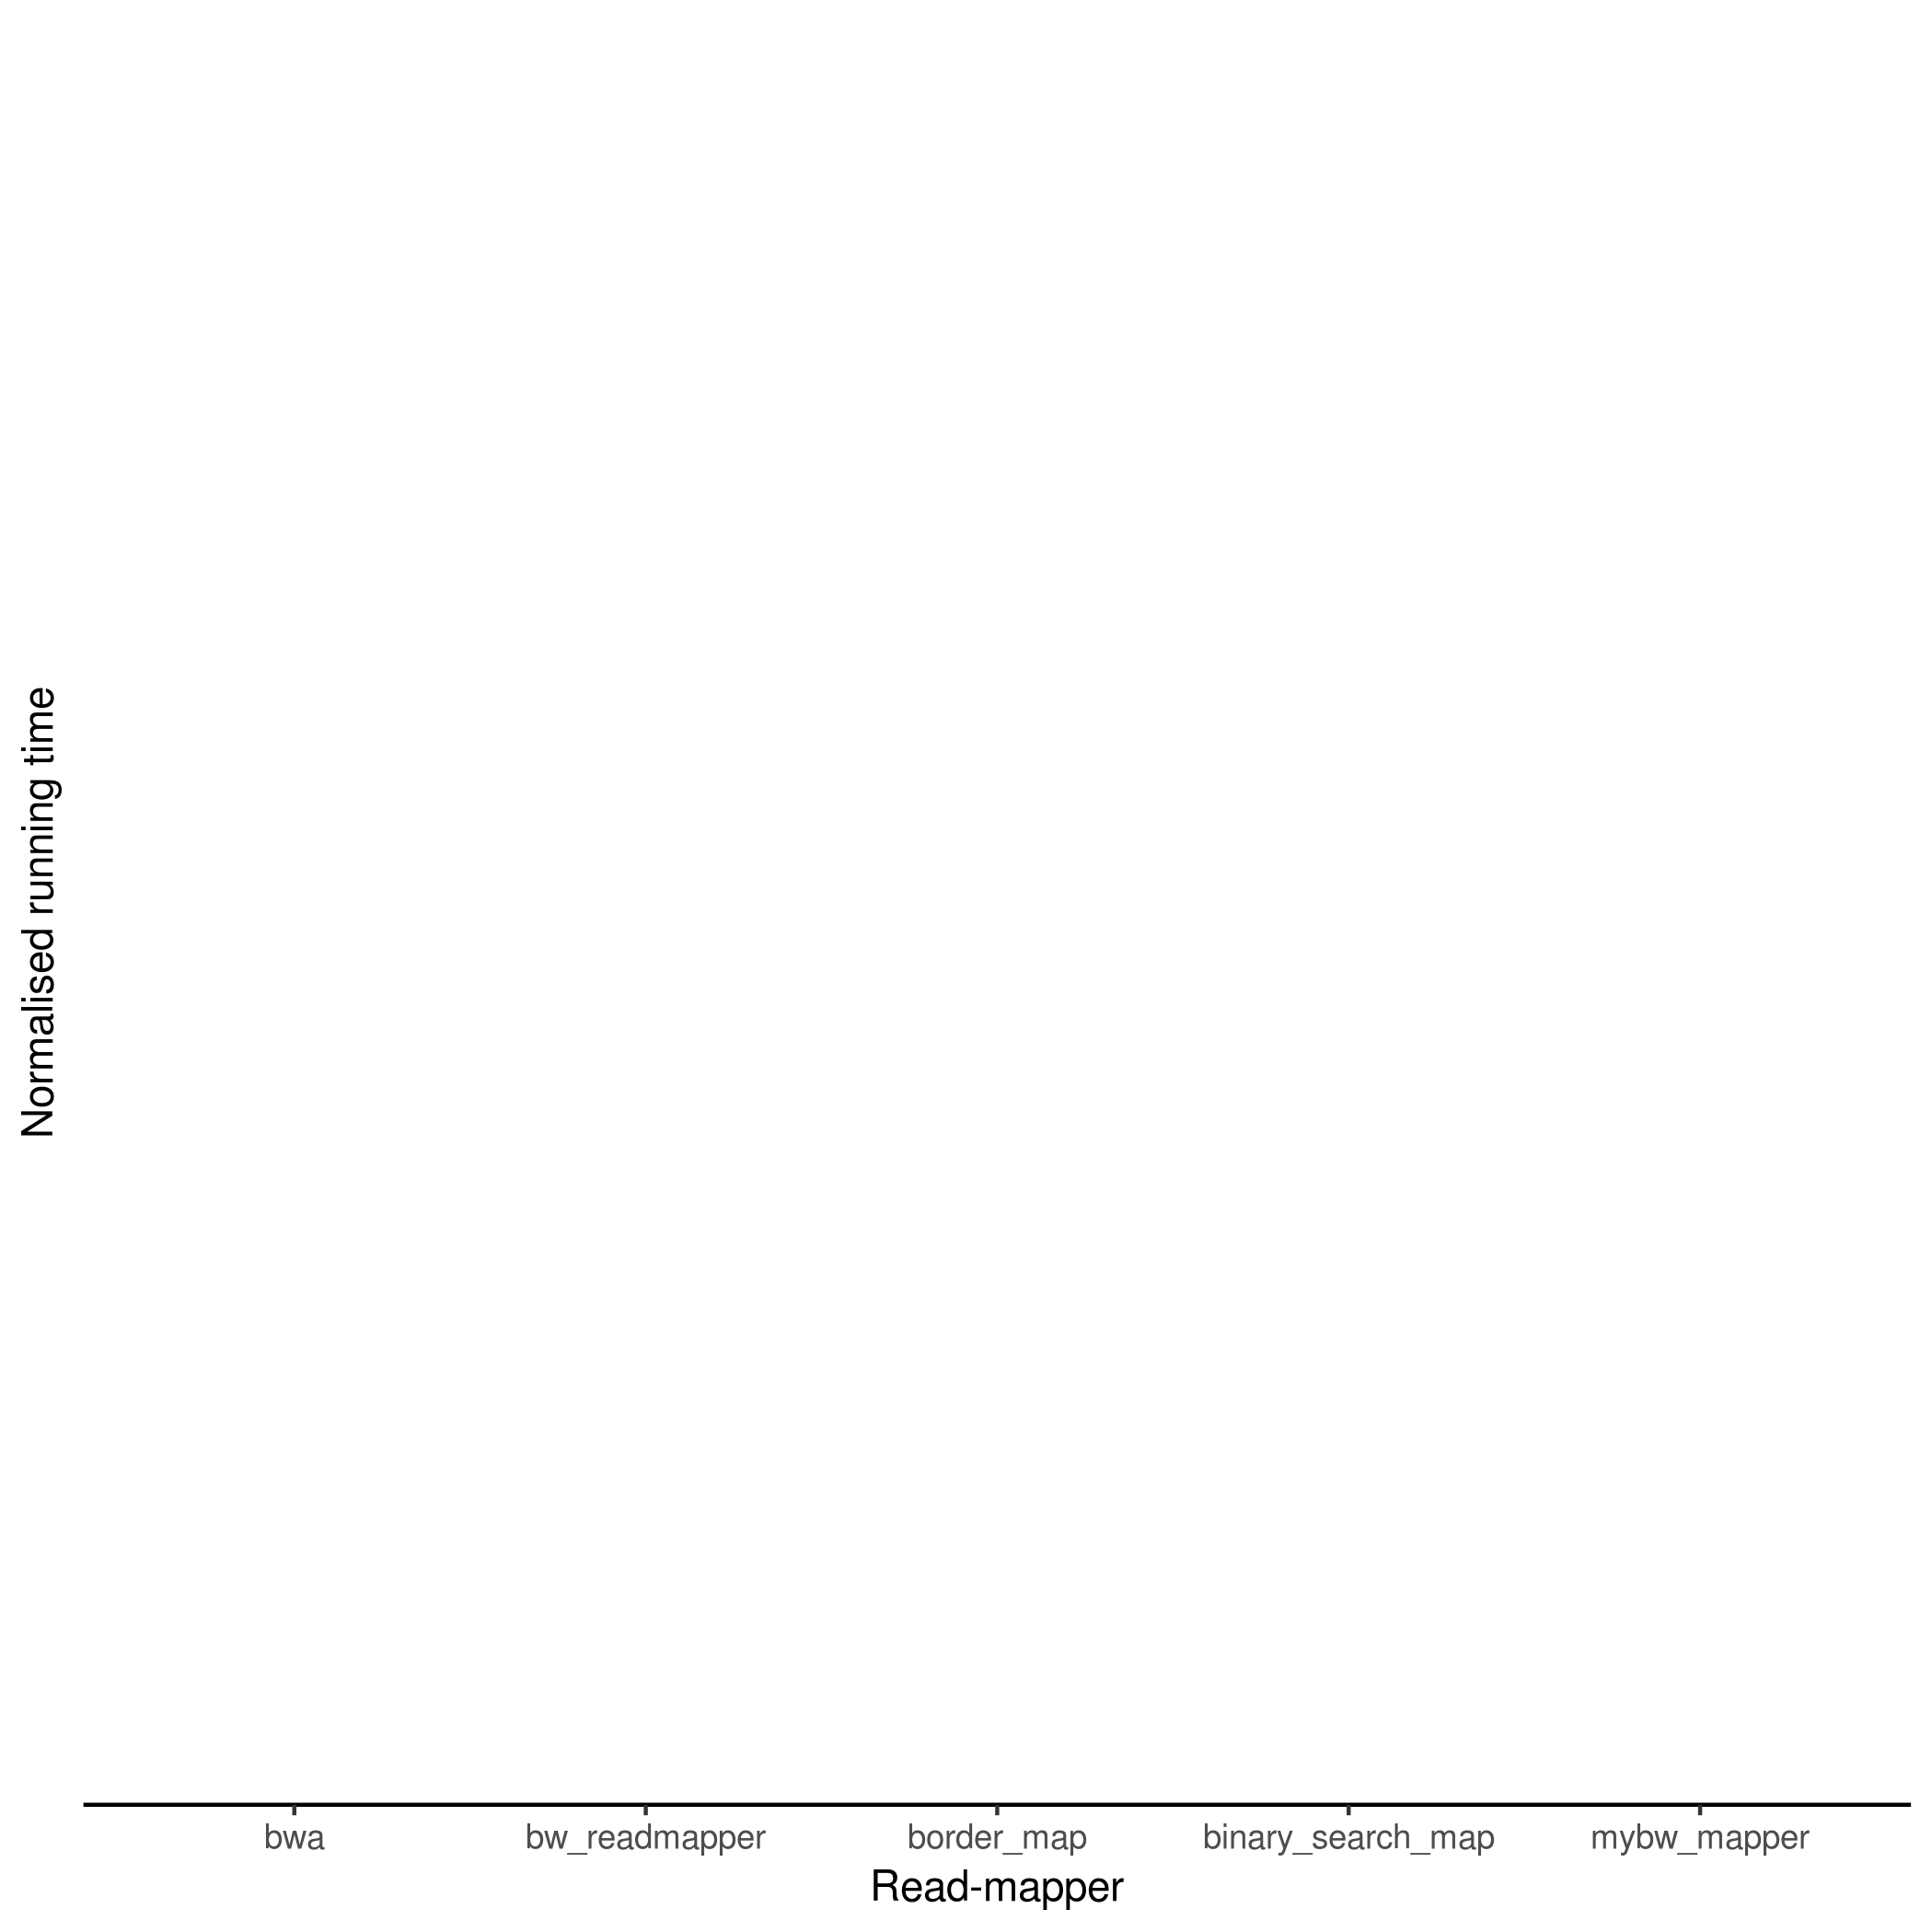 Normalised running time
bwa
bw_readmapper
border_map
binary_search_map
mybw_mapper
Read-mapper